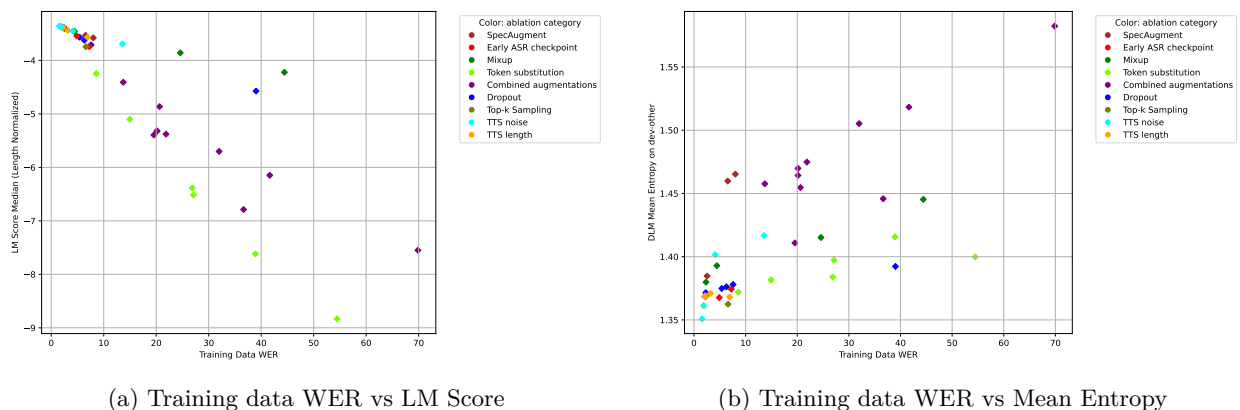 Color: ablation category
SpecAugment
Early ASR checkpoint
Mixup
Token substitution
Combined augmentations
Dropout
Top-k Sampling
TTS noise
TTS length
−4
−5
−6
−7
−8
−9
LM Score Median (Length Normalized)
0 10 20 30 40 50 60 70
Training Data WER
(a) Training data WER vs LM Score
Color: ablation category
SpecAugment
Early ASR checkpoint
Mixup
Token substitution
Combined augmentations
Dropout
Top-k Sampling
TTS noise
TTS length
1.55
1.50
1.45
1.40
1.35
DLM Mean Entropy on dev-other
0 10 20 30 40 50 60 70
Training Data WER
(b) Training data WER vs Mean Entropy